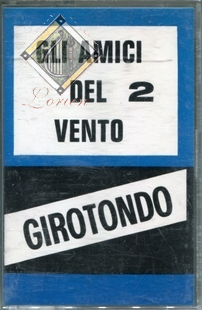 GLI AMICI
DEL 2
VENTO
GIROTONDO